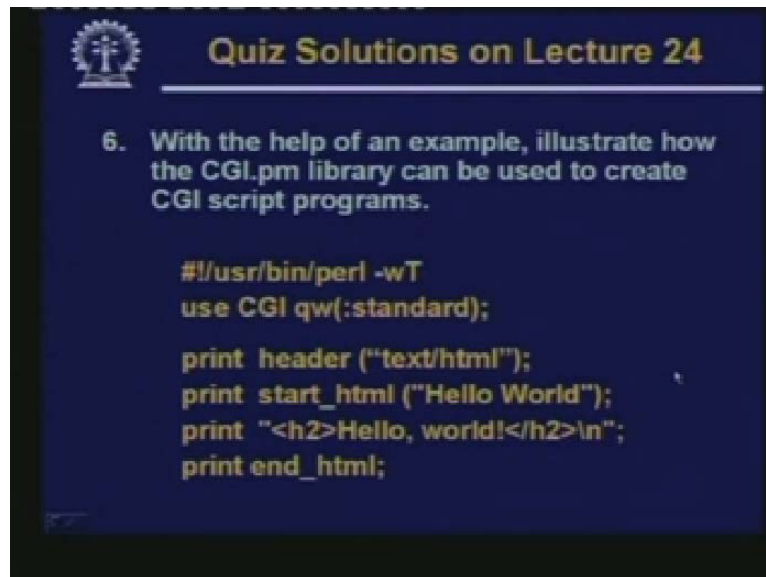 Quiz Solutions on Lecture 24
6. With the help of an example, illustrate how
the CGI.pm library can be used to create
CGI script programs.
#!/usr/bin/perl -wT
use CGI qw(:standard);
print header (“text/html”);
print start_html ("Hello World");
print "<h2>Hello, world!</h2>\n";
print end_html;